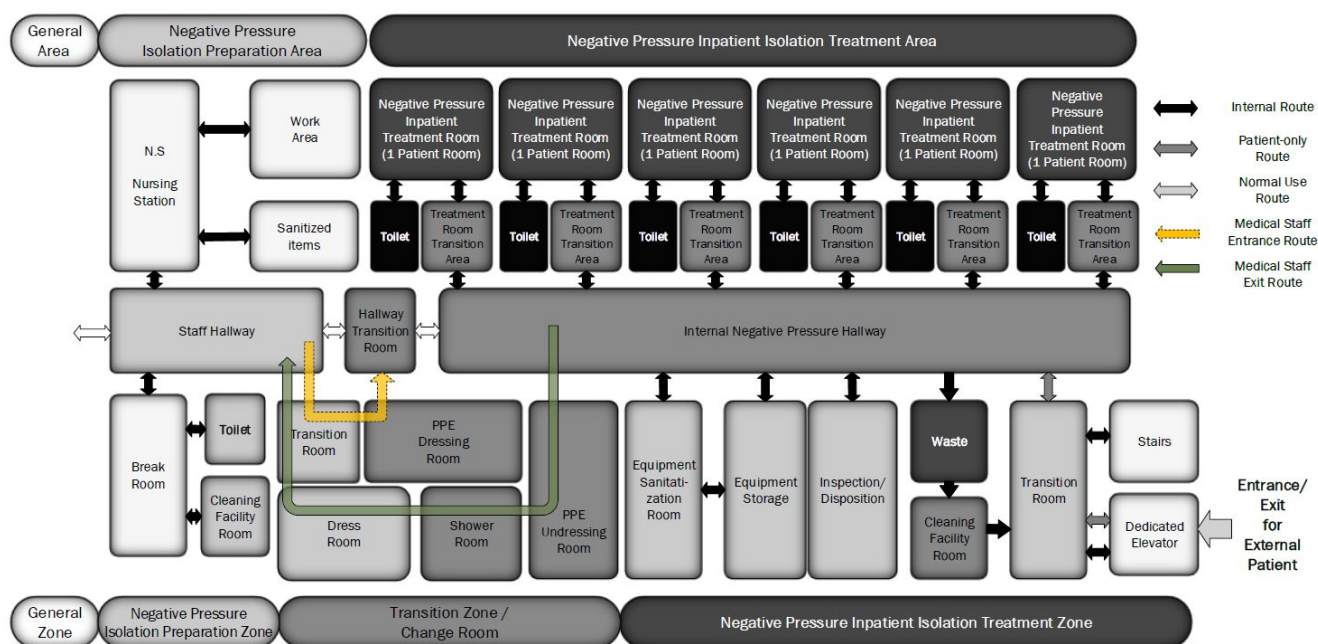 General
Area
Negative Pressure
Isolation Preparation Area
Negative Pressure Inpatient Isolation Treatment Area
N.S
Nursing
Station
Work
Area
Sanitized
items
Negative Pressure
Inpatient
Treatment Room
(1 Patient Room)
Negative Pressure
Inpatient
Treatment Room
(1 Patient Room)
Negative Pressure
Inpatient
Treatment Room
(1 Patient Room)
Negative Pressure
Inpatient
Treatment Room
(1 Patient Room)
Negative Pressure
Inpatient
Treatment Room
(1 Patient Room)
Negative
Pressure
Inpatient
Treatment Room
(1 Patient Room)
Toilet
Treatment
Room
Transition
Area
Toilet
Treatment
Room
Transition
Area
Toilet
Treatment
Room
Transition
Area
Toilet
Treatment
Room
Transition
Area
Toilet
Treatment
Room
Transition
Area
Toilet
Treatment
Room
Transition
Area
Internal Route
Patient-only
Route
Normal Use
Route
Medical Staff
Entrance Route
Medical Staff
Exit Route
Staff Hallway
Hallway
Transition
Room
Internal Negative Pressure Hallway
Break
Room
Toilet
Cleaning
Facility
Room
Transition
Room
PPE
Dressing
Room
Dress
Room
Shower
Room
PPE
Undressing
Room
Equipment
Sanitatiz-
ization
Room
Equipment
Storage
Inspection/
Disposition
Waste
Cleaning
Facility
Room
Transition
Room
Stairs
Dedicated
Elevator
Entrance/
Exit
for
External
Patient
General
Zone
Negative Pressure
Isolation Preparation Zone
Transition Zone /
Change Room
Negative Pressure Inpatient Isolation Treatment Zone